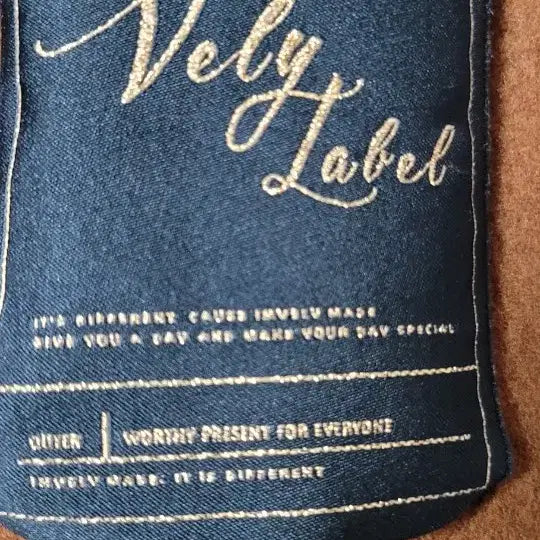 Vely
Label
IT'S DIFFERENT CAUSE IMVELY MADE
GIVE YOU A DAY AND MAKE YOUR DAY SPECIAL
WORTHY PRESENT FOR EVERYONE
IMVELY MADE. IT IS DIFFERENT